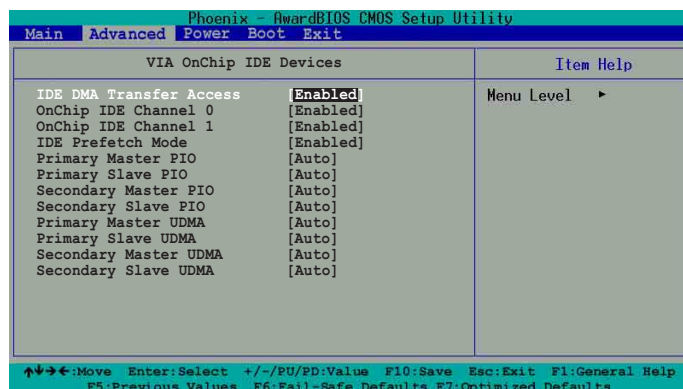 Phoenix - AwardBIOS CMOS Setup Utility
Main Advanced Power Boot Exit
VIA OnChip IDE Devices
Item Help
IDE DMA Transfer Access [Enabled]
Menu Level ►
OnChip IDE Channel 0 [Enabled]
OnChip IDE Channel 1 [Enabled]
IDE Prefetch Mode [Enabled]
Primary Master PIO [Auto]
Primary Slave PIO [Auto]
Secondary Master PIO [Auto]
Secondary Slave PIO [Auto]
Primary Master UDMA [Auto]
Primary Slave UDMA [Auto]
Secondary Master UDMA [Auto]
Secondary Slave UDMA [Auto]
↑↓→←:Move Enter:Select +/-/PU/PD:Value F10:Save Esc:Exit F1:General Help
F5:Previous Values F6:Fail-Safe Defaults F7:Optimized Defaults